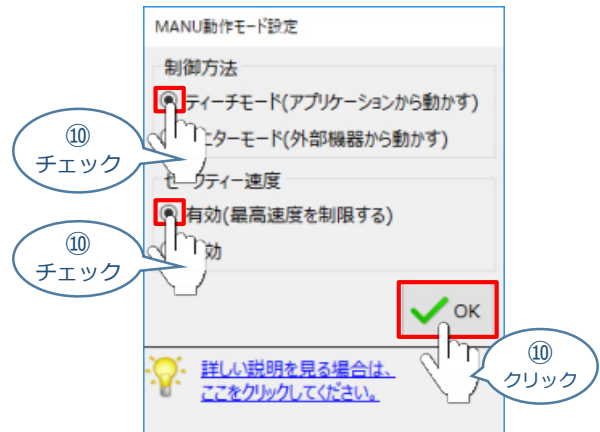 MANU動作モード設定
制御方法
ティーチモード(アプリケーションから動かす)
ターモード(外部機器から動かす)
⑩
チェック
ティー速度
有効(最高速度を制限する)
効
⑩
チェック
OK
⑩
クリック
詳しい説明を見る場合は、
ここをクリックしてください。